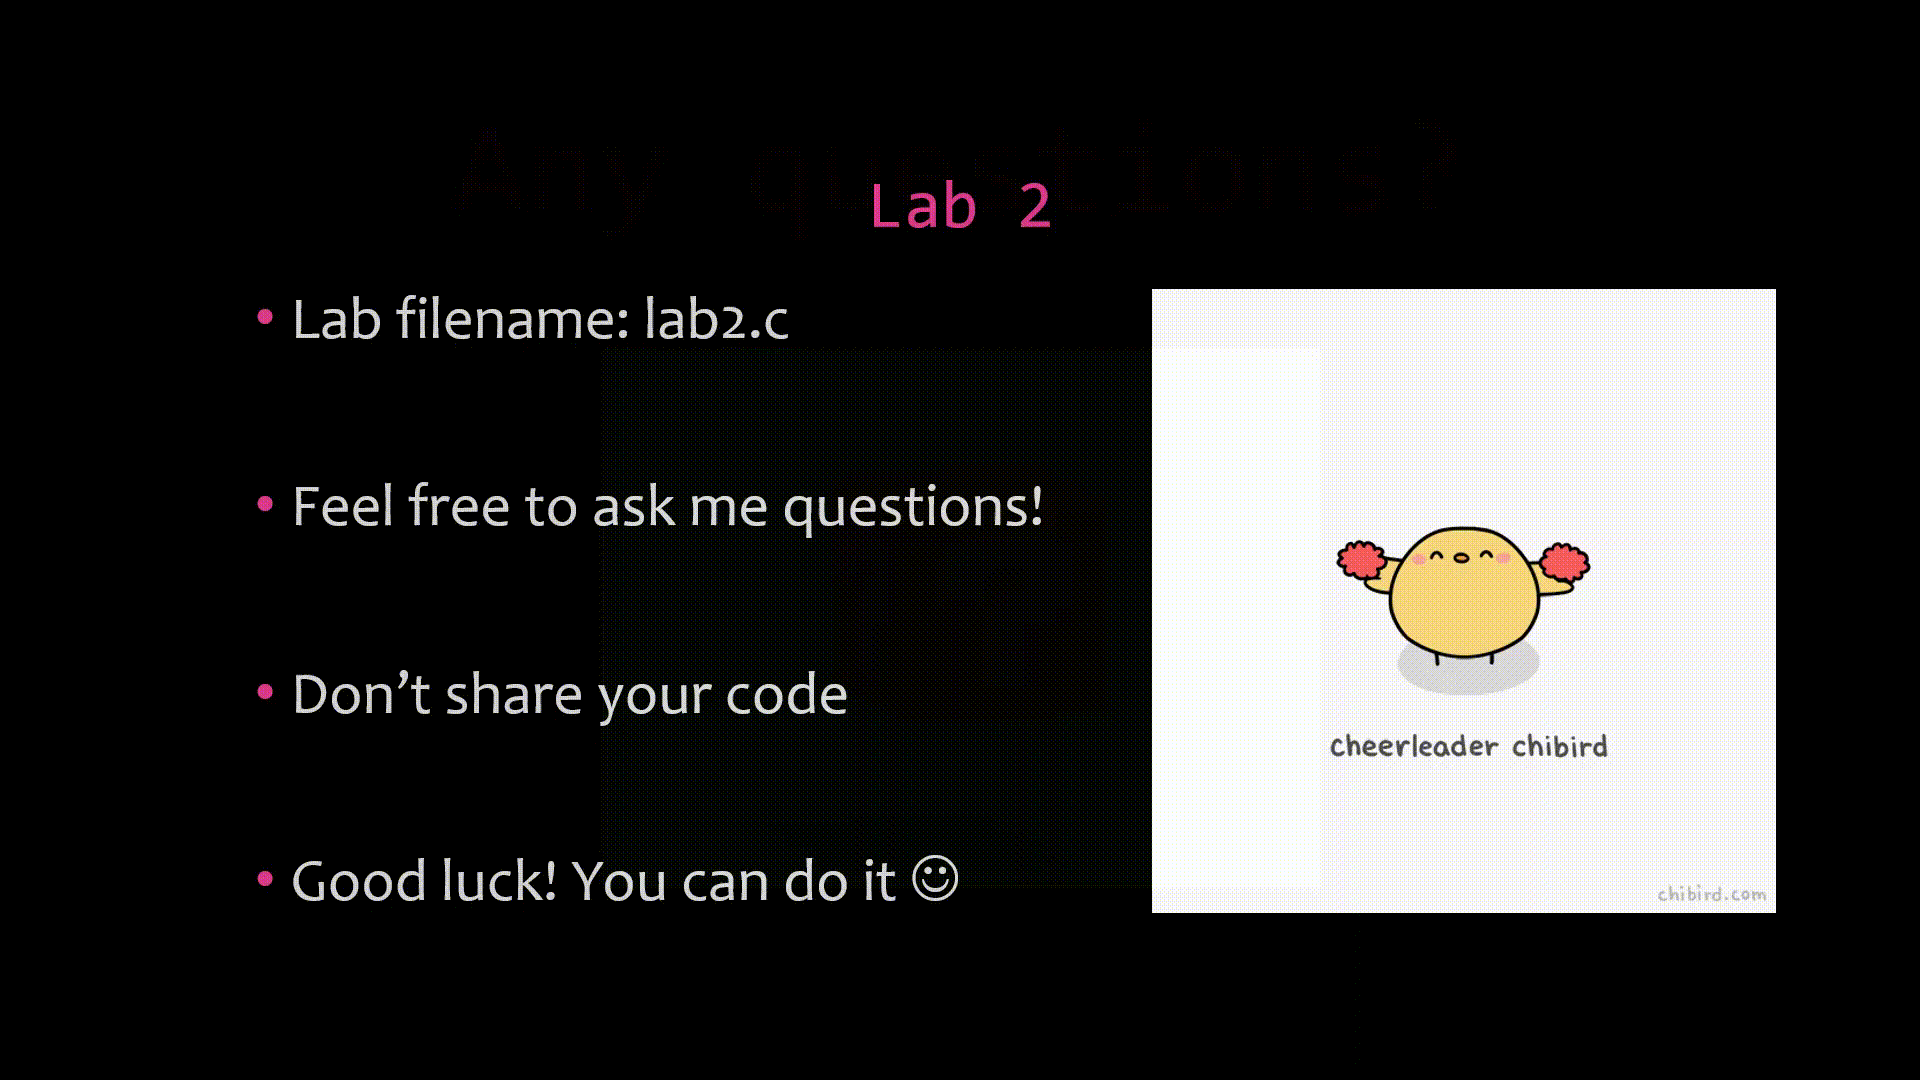 Any questions?
Lab 2
• Lab filename: lab2.c
• Feel free to ask me questions!
• Don’t share your code
• Good luck! You can do it ☺
cheerleader chibird
chibird.com